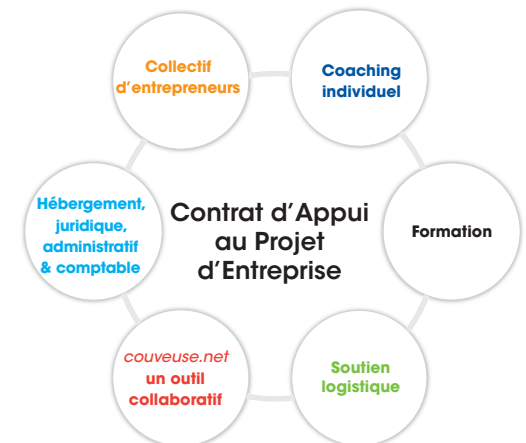 Collectif
d'entrepreneurs
Coaching
individuel
Hébergement,
juridique,
administratif
& comptable
Contrat d'Appui
au Projet
d'Entreprise
Formation
couveuse.net
un outil
collaboratif
Soutien
logistique